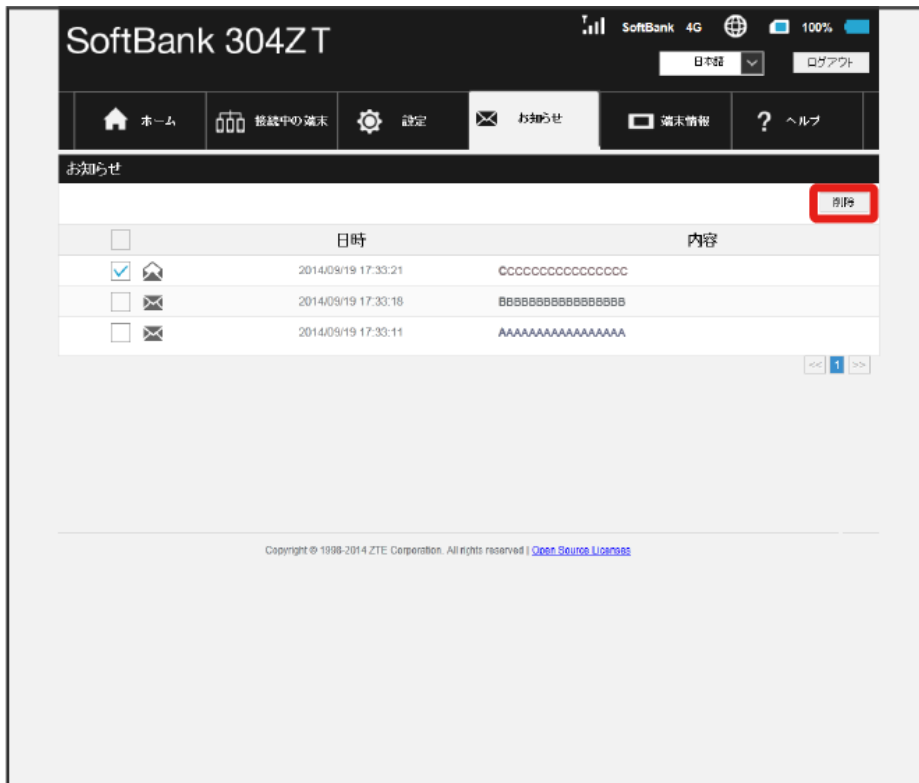 SoftBank 304ZT
SoftBank 4G 100%
日本語 ログアウト
ホーム 接続中の端末 設定 お知らせ 端末情報 ? ヘルプ
お知らせ
削除
日時 内容
2014/09/19 17:33:21 CCCCCCCCCCCCCCCC
2014/09/19 17:33:18 BBBBBBBBBBBBBBBBB
2014/09/19 17:33:11 AAAAAAAAAAAAAAAAA
<< 1 >>
Copyright © 1998-2014 ZTE Corporation. All rights reserved | Open Source Licenses